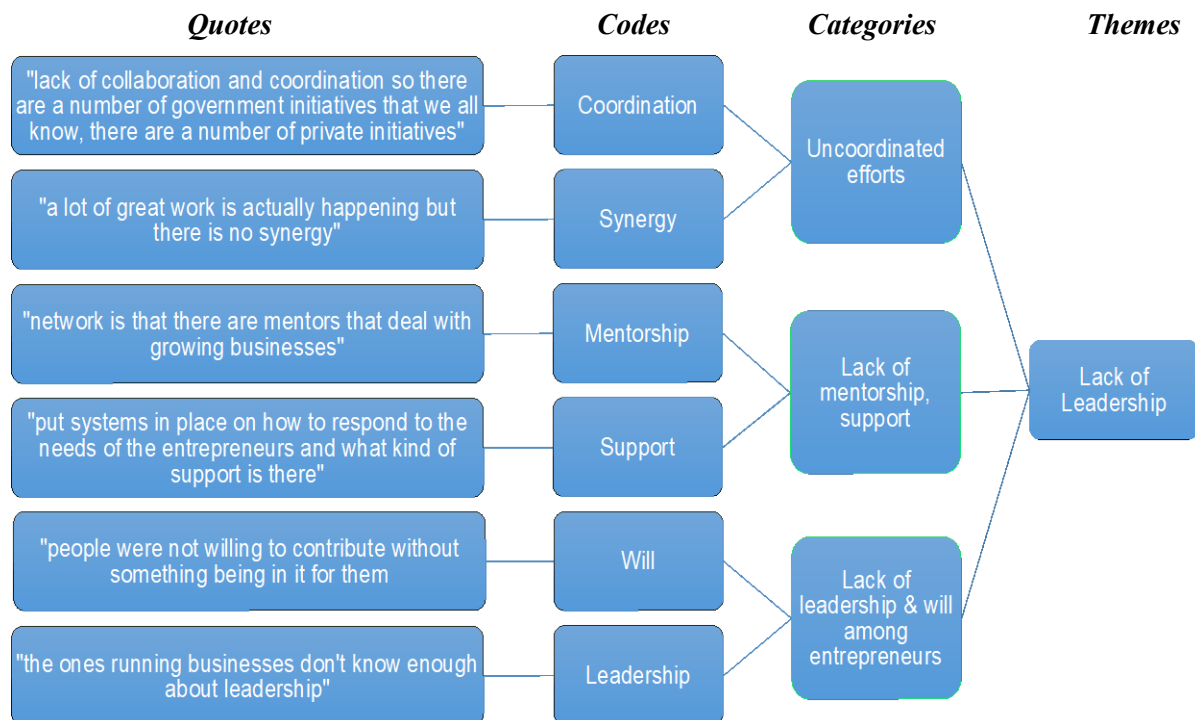 Quotes
Codes
Categories
Themes
"lack of collaboration and coordination so there
are a number of government initiatives that we all
know, there are a number of private initiatives"
Coordination
"a lot of great work is actually happening but
there is no synergy"
Synergy
Uncoordinated
efforts
"network is that there are mentors that deal with
growing businesses"
Mentorship
"put systems in place on how to respond to the
needs of the entrepreneurs and what kind of
support is there"
Support
Lack of
mentorship,
support
"people were not willing to contribute without
something being in it for them
Will
"the ones running businesses don't know enough
about leadership"
Leadership
Lack of
leadership & will
among
entrepreneurs
Lack of
Leadership